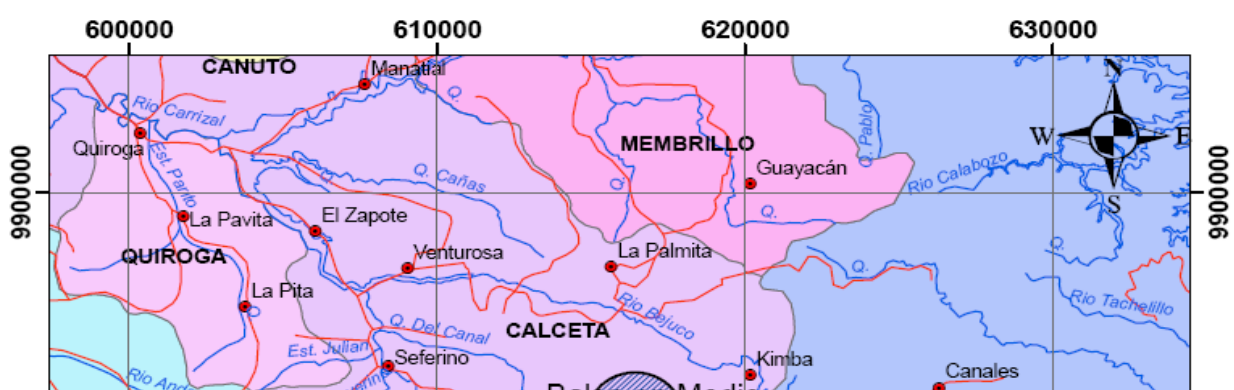 600000
610000
620000
630000
N
CANUTO
Manatial
Q.
Rio Carrizal
Q. Pablo
W
E
MEMBRILLO
Quiroga
Est. Parito
Guayacán
Q. Cañas
Q.
Rio Calabozo
9900000
9900000
S
La Pavita
El Zapote
Q.
QUIROGA
Venturosa
La Palmita
Q.
Q.
La Pita
Q
Rio Bejuco
Rio Tachelillo
Q. Del Canal
CALCETA
Est. Julian
Seferino
Kimba
Canales